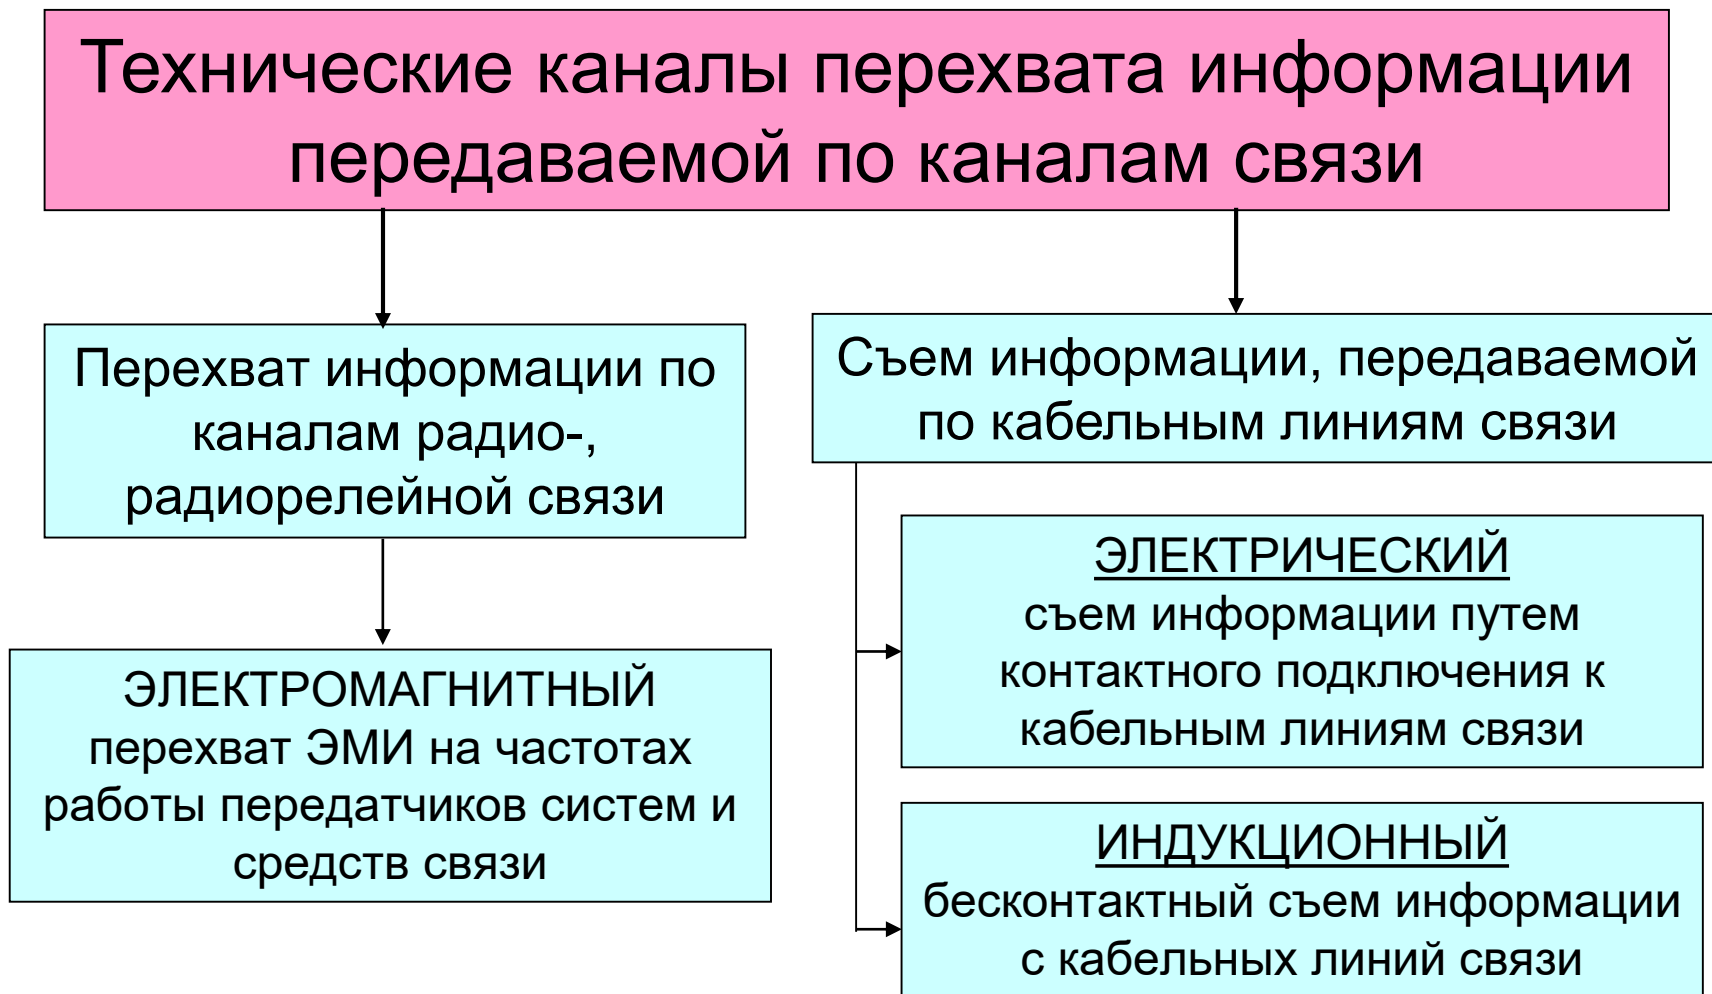 Технические каналы перехвата информации
передаваемой по каналам связи
Перехват информации по
каналам радио-,
радиорелейной связи
ЭЛЕКТРОМАГНИТНЫЙ
перехват ЭМИ на частотах
работы передатчиков систем и
средств связи
Съем информации, передаваемой
по кабельным линиям связи
ЭЛЕКТРИЧЕСКИЙ
съем информации путем
контактного подключения к
кабельным линиям связи
ИНДУКЦИОННЫЙ
бесконтактный съем информации
с кабельных линий связи